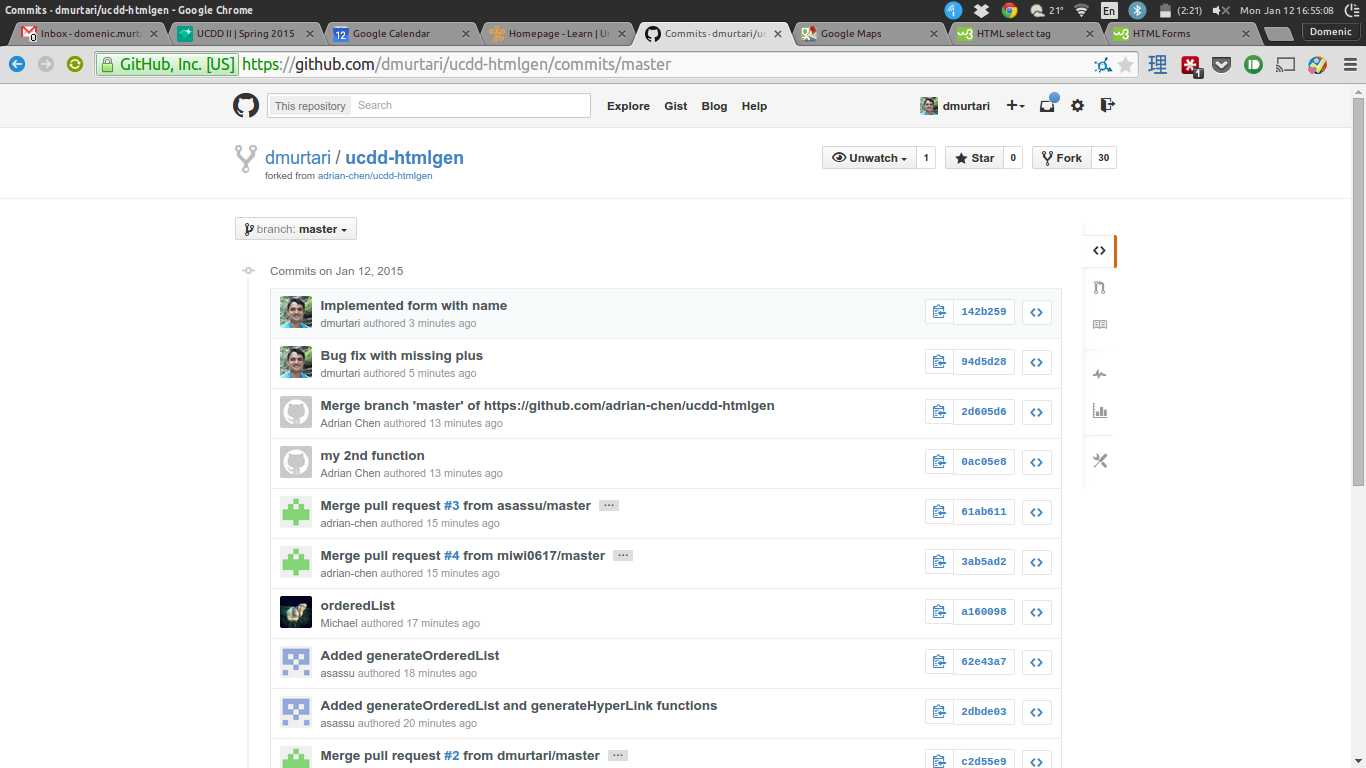 Commits · dmurtari/ucdd-htmlgen - Google Chrome
21° En (2:21) Mon Jan 12 16:55:08
Inbox - domenic.murt
UCDD II | Spring 2015
Google Calendar
Homepage - Learn | U
Commits · dmurtari/uc
Google Maps
HTML select tag
HTML Forms
Domenic
GitHub, Inc. [US] https://github.com/dmurtari/ucdd-htmlgen/commits/master
理
1
This repository Search Explore Gist Blog Help dmurtari
dmurtari / ucdd-htmlgen
forked from adrian-chen/ucdd-htmlgen
Unwatch 1 Star 0 Fork 30
branch: master
Commits on Jan 12, 2015
Implemented form with name
dmurtari authored 3 minutes ago
142b259
Bug fix with missing plus
dmurtari authored 5 minutes ago
94d5d28
Merge branch 'master' of https://github.com/adrian-chen/ucdd-htmlgen
Adrian Chen authored 13 minutes ago
2d605d6
my 2nd function
Adrian Chen authored 13 minutes ago
0ac05e8
Merge pull request #3 from asassu/master ...
adrian-chen authored 15 minutes ago
61ab611
Merge pull request #4 from miwi0617/master ...
adrian-chen authored 15 minutes ago
3ab5ad2
orderedList
Michael authored 17 minutes ago
a160098
Added generateOrderedList
asassu authored 18 minutes ago
62e43a7
Added generateOrderedList and generateHyperLink functions
asassu authored 20 minutes ago
2dbde03
Merge pull request #2 from dmurtari/master ...
c2d55e9